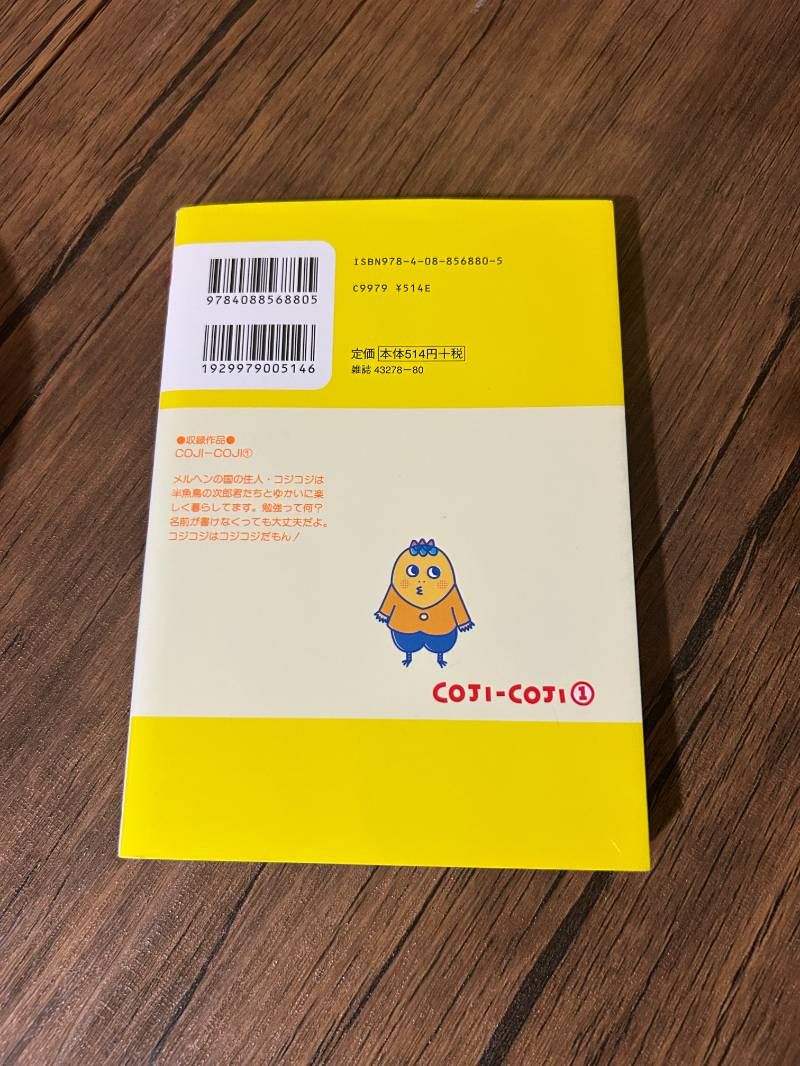 9784088568805
1929979005146
ISBN978-4-08-856880-5
C9979 ¥514E
定価 本体514円+税
雑誌 43278-80
●収録作品●
COJI-COJI①
メルヘンの国の住人・コジコジは
半魚鳥の次郎君たちとゆかいに楽
しく暮らしてます。勉強って何?
名前が書けなくっても大丈夫だよ。
コジコジはコジコジだもん!
COJI-COJI①